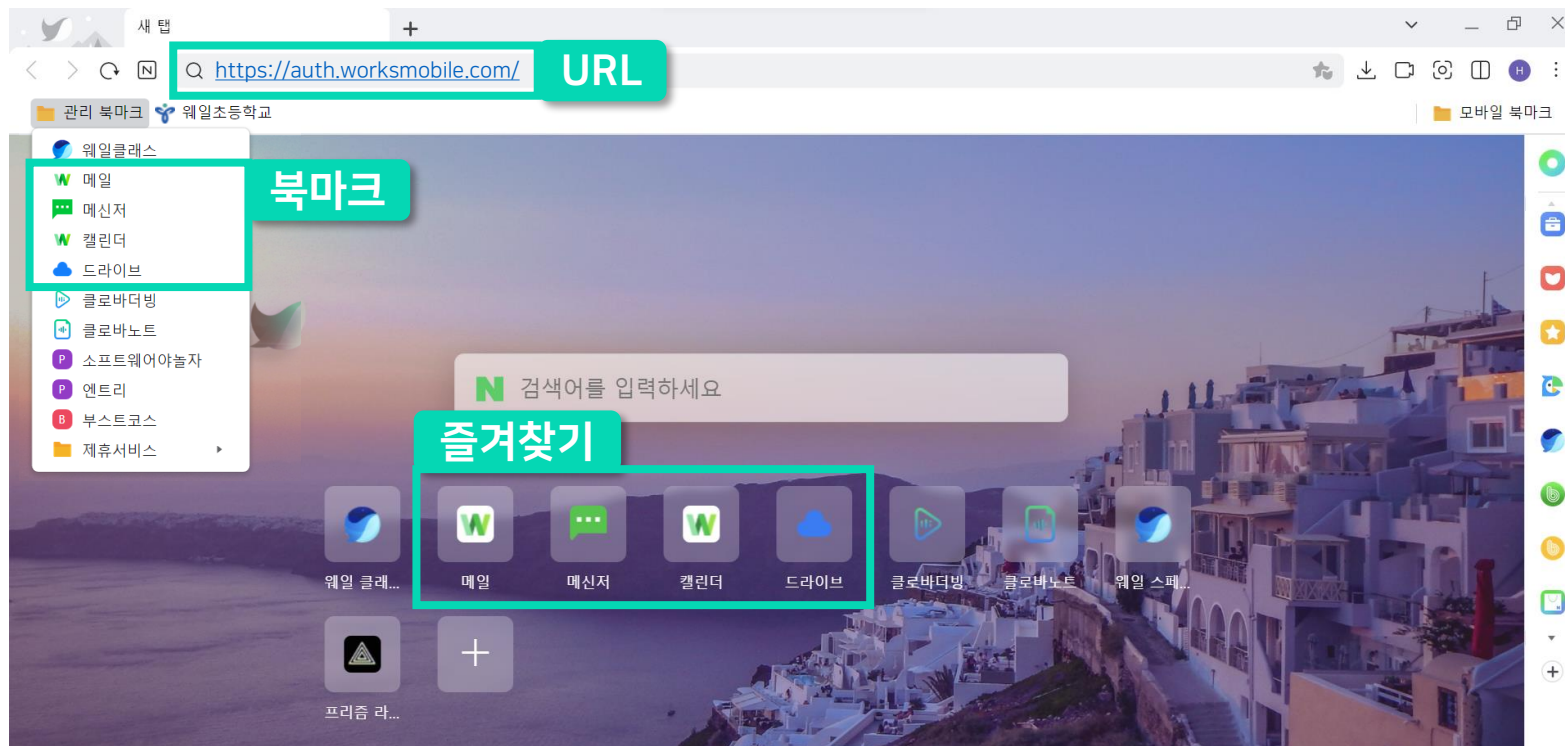 새 탭
https://auth.worksmobile.com/
URL
관리 북마크
웨일초등학교
모바일 북마크
웨일클래스
메일
메신저
캘린더
드라이브
북마크
클로바더빙
클로바노트
소프트웨어야놀자
엔트리
부스트코스
제휴서비스
검색어를 입력하세요
즐겨찾기
웨일 클래...
메일
메신저
캘린더
드라이브
클로바더빙
클로바노트
웨일 스페...
프리즘 라...